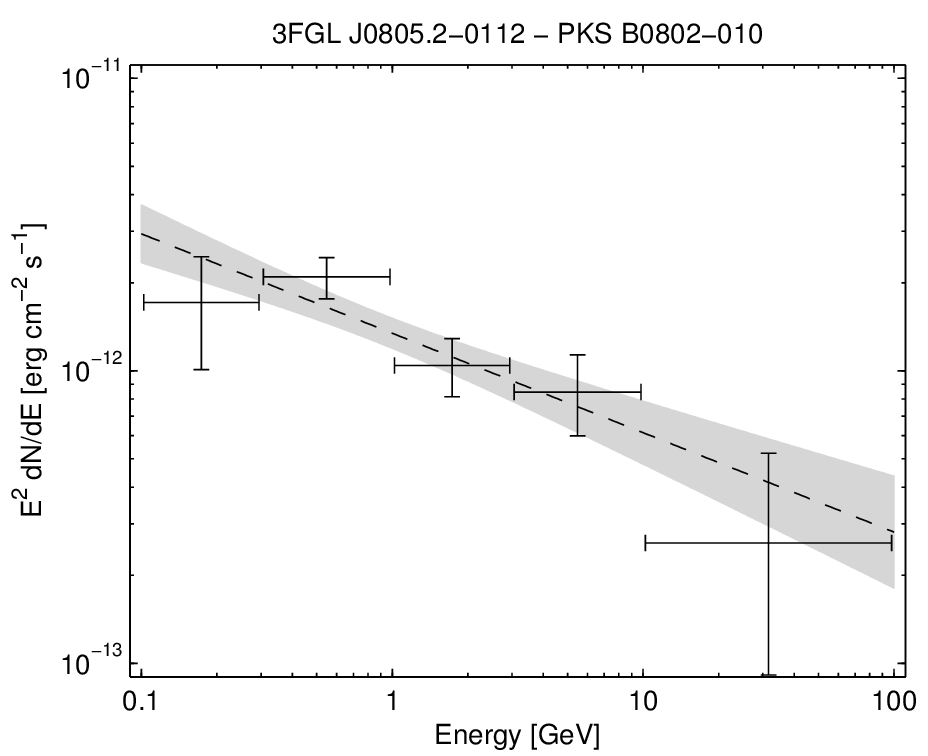 3FGL J0805.2−0112 − PKS B0802−010
10⁻¹¹
10⁻¹²
10⁻¹³
E² dN/dE [erg cm⁻² s⁻¹]
0.1 1 10 100
Energy [GeV]